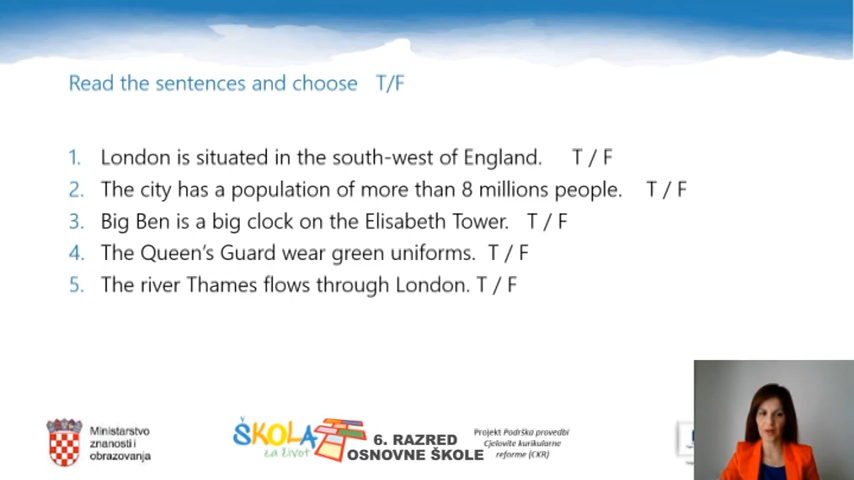 Read the sentences and choose T/F
1. London is situated in the south-west of England. T / F
2. The city has a population of more than 8 millions people. T / F
3. Big Ben is a big clock on the Elisabeth Tower. T / F
4. The Queen's Guard wear green uniforms. T / F
5. The river Thames flows through London. T / F
Ministarstvo
znanosti i
obrazovanja
ŠKOLA
za život
6. RAZRED
OSNOVNE ŠKOLE
Projekt Podrška provedbi
Cjelovite kurikularne
reforme (CKR)